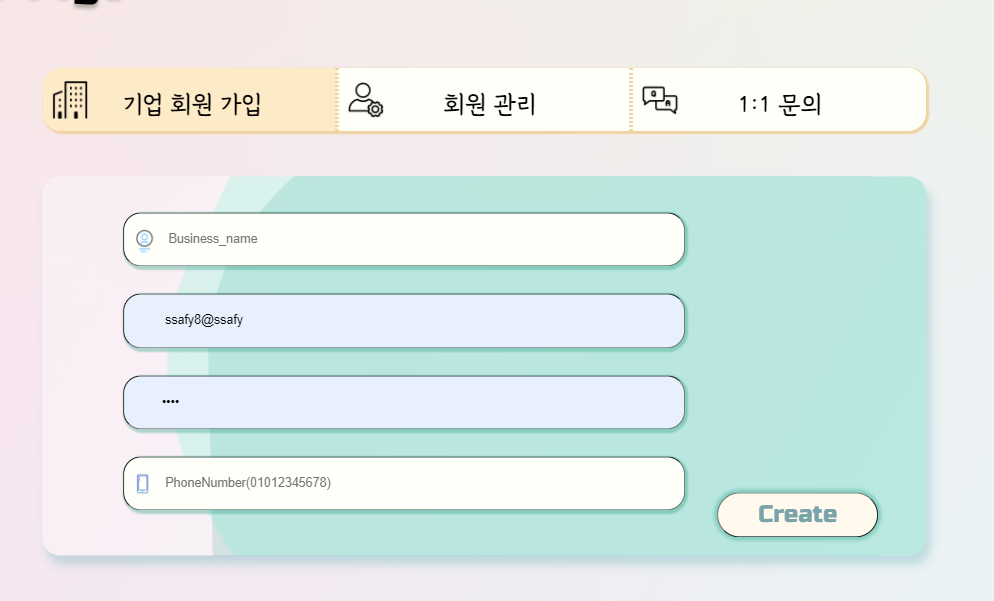 기업 회원 가입
회원 관리
1:1 문의
Business_name
ssafy8@ssafy
••••
PhoneNumber(01012345678)
Create